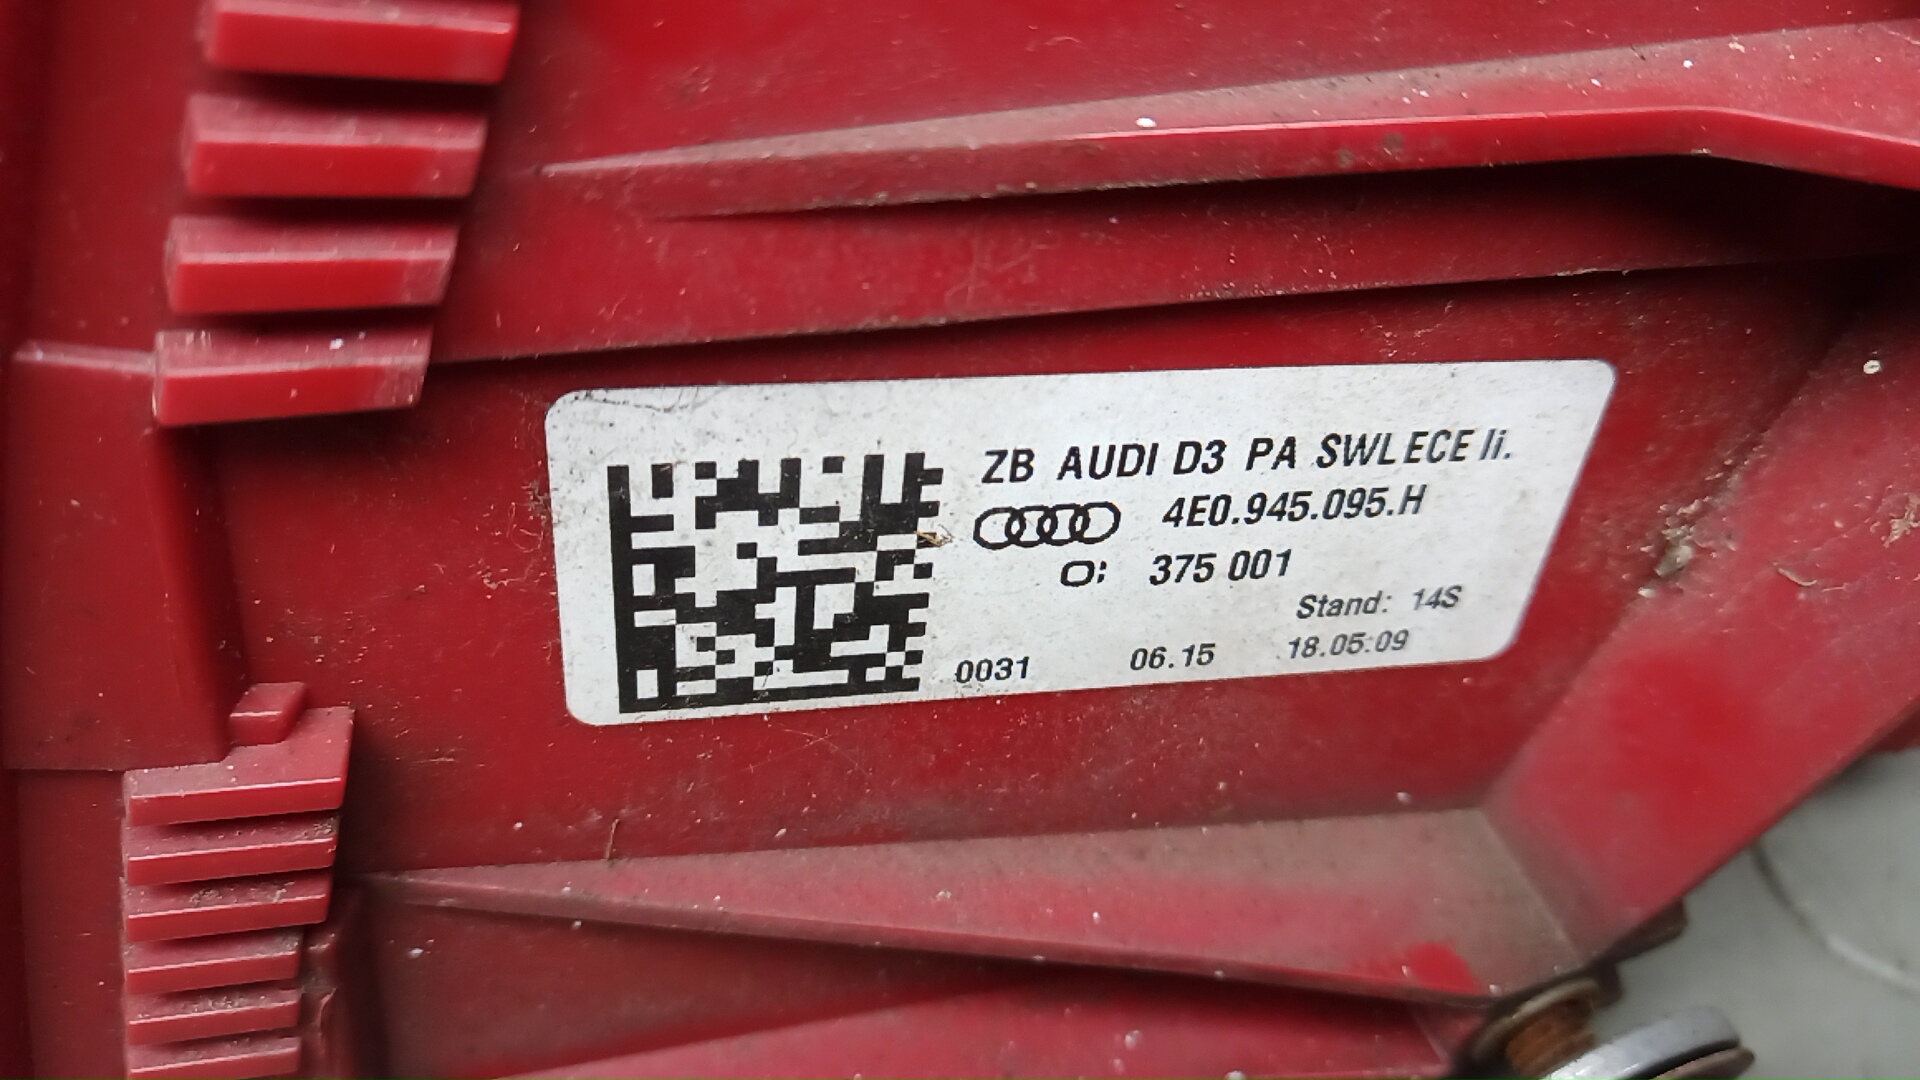 ZB AUDI D3 PA SWLECE li.
4E0.945.095.H
O: 375 001
Stand: 14S
0031 06.15 18.05:09